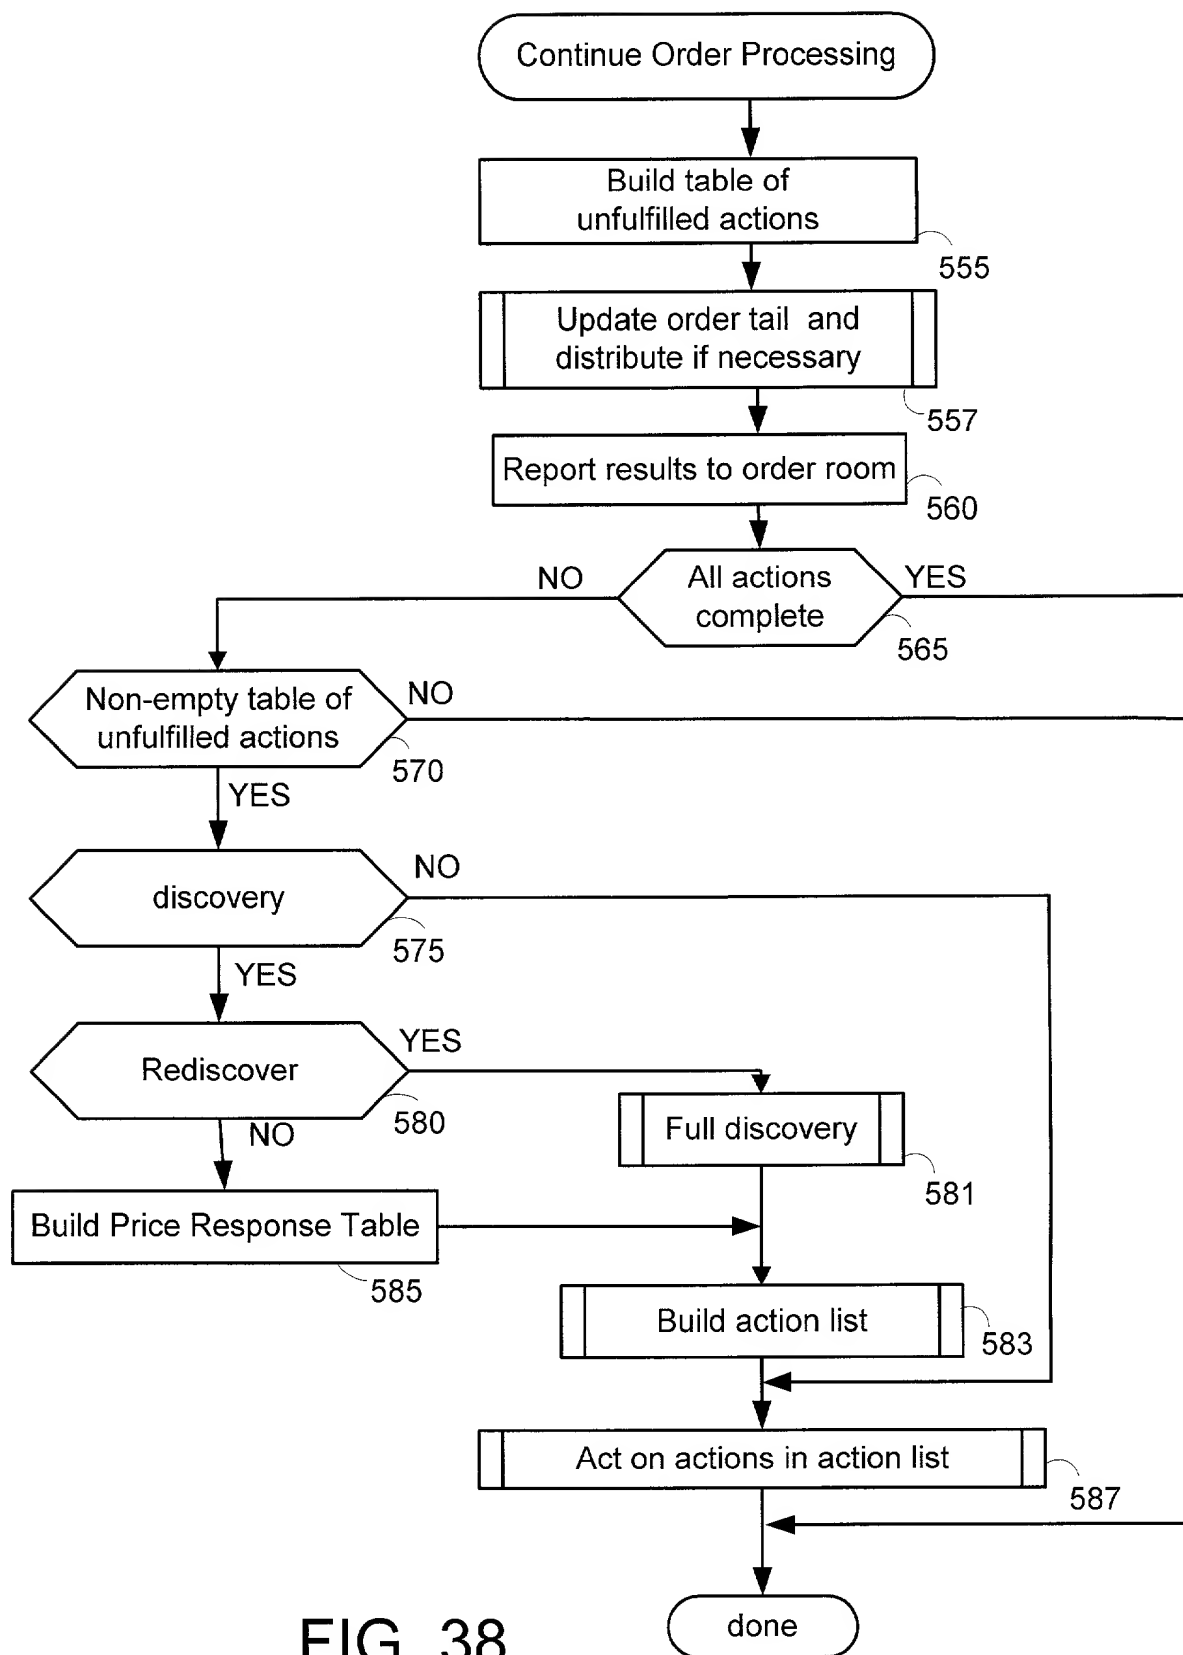 Continue Order Processing
Build table of
unfulfilled actions
555
Update order tail and
distribute if necessary
557
Report results to order room
560
NO
All actions
complete
YES
565
Non-empty table of
unfulfilled actions
NO
570
YES
discovery
NO
575
YES
Rediscover
YES
580
NO
Full discovery
581
Build Price Response Table
585
Build action list
583
Act on actions in action list
587
done
FIG. 38